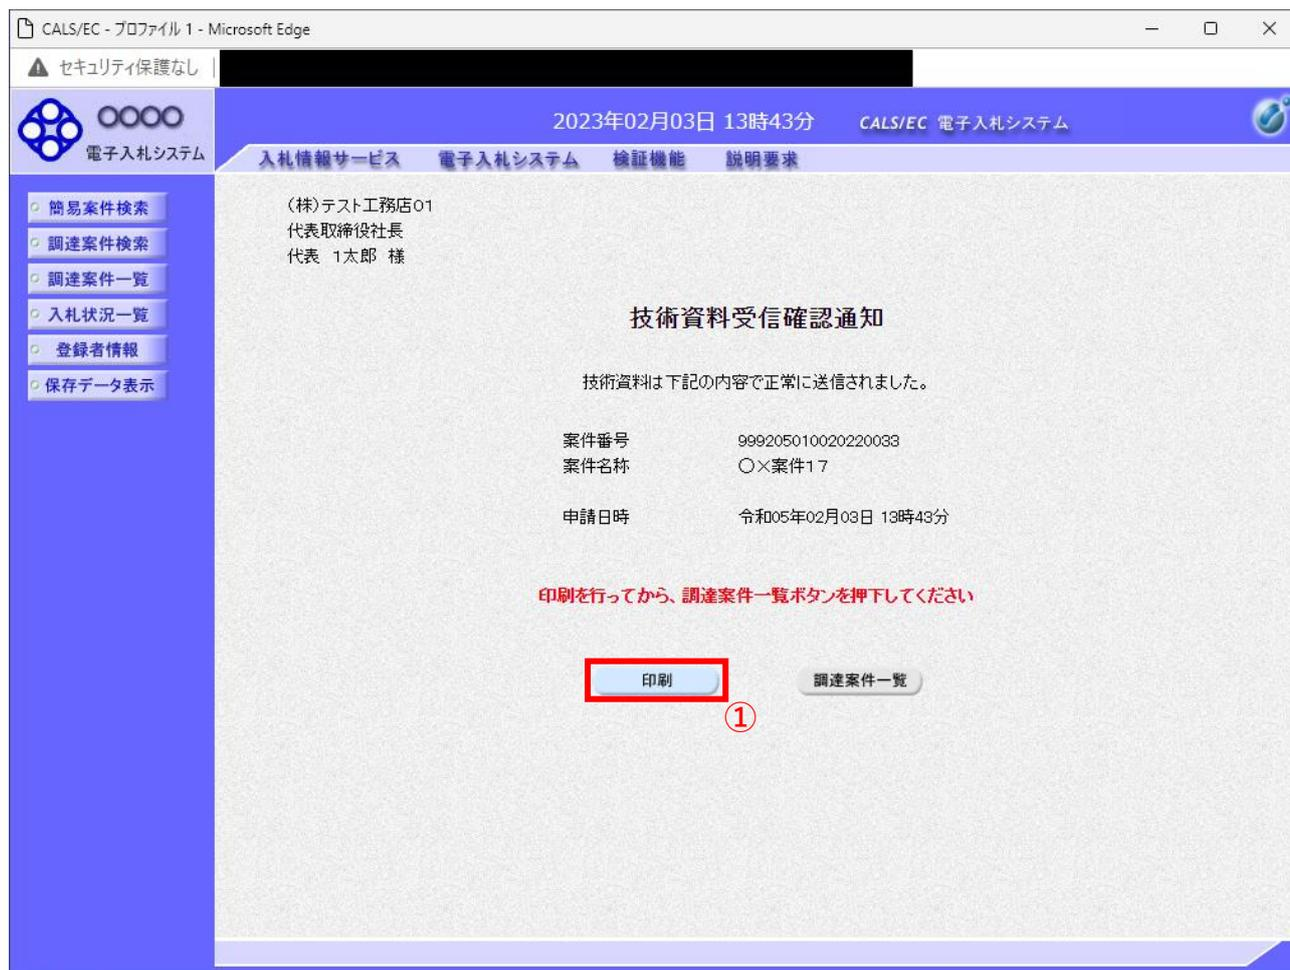 CALS/EC - プロファイル 1 - Microsoft Edge
セキュリティ保護なし
〇〇〇〇
電子入札システム
2023年02月03日 13時43分 CALS/EC 電子入札システム
入札情報サービス 電子入札システム 検証機能 説明要求
簡易案件検索
調達案件検索
調達案件一覧
入札状況一覧
登録者情報
保存データ表示
(株)テスト工務店01
代表取締役社長
代表 1太郎 様
技術資料受信確認通知
技術資料は下記の内容で正常に送信されました。
案件番号 999205010020220033
案件名称 〇×案件17
申請日時 令和05年02月03日 13時43分
印刷を行ってから、調達案件一覧ボタンを押下してください
印刷 調達案件一覧
①